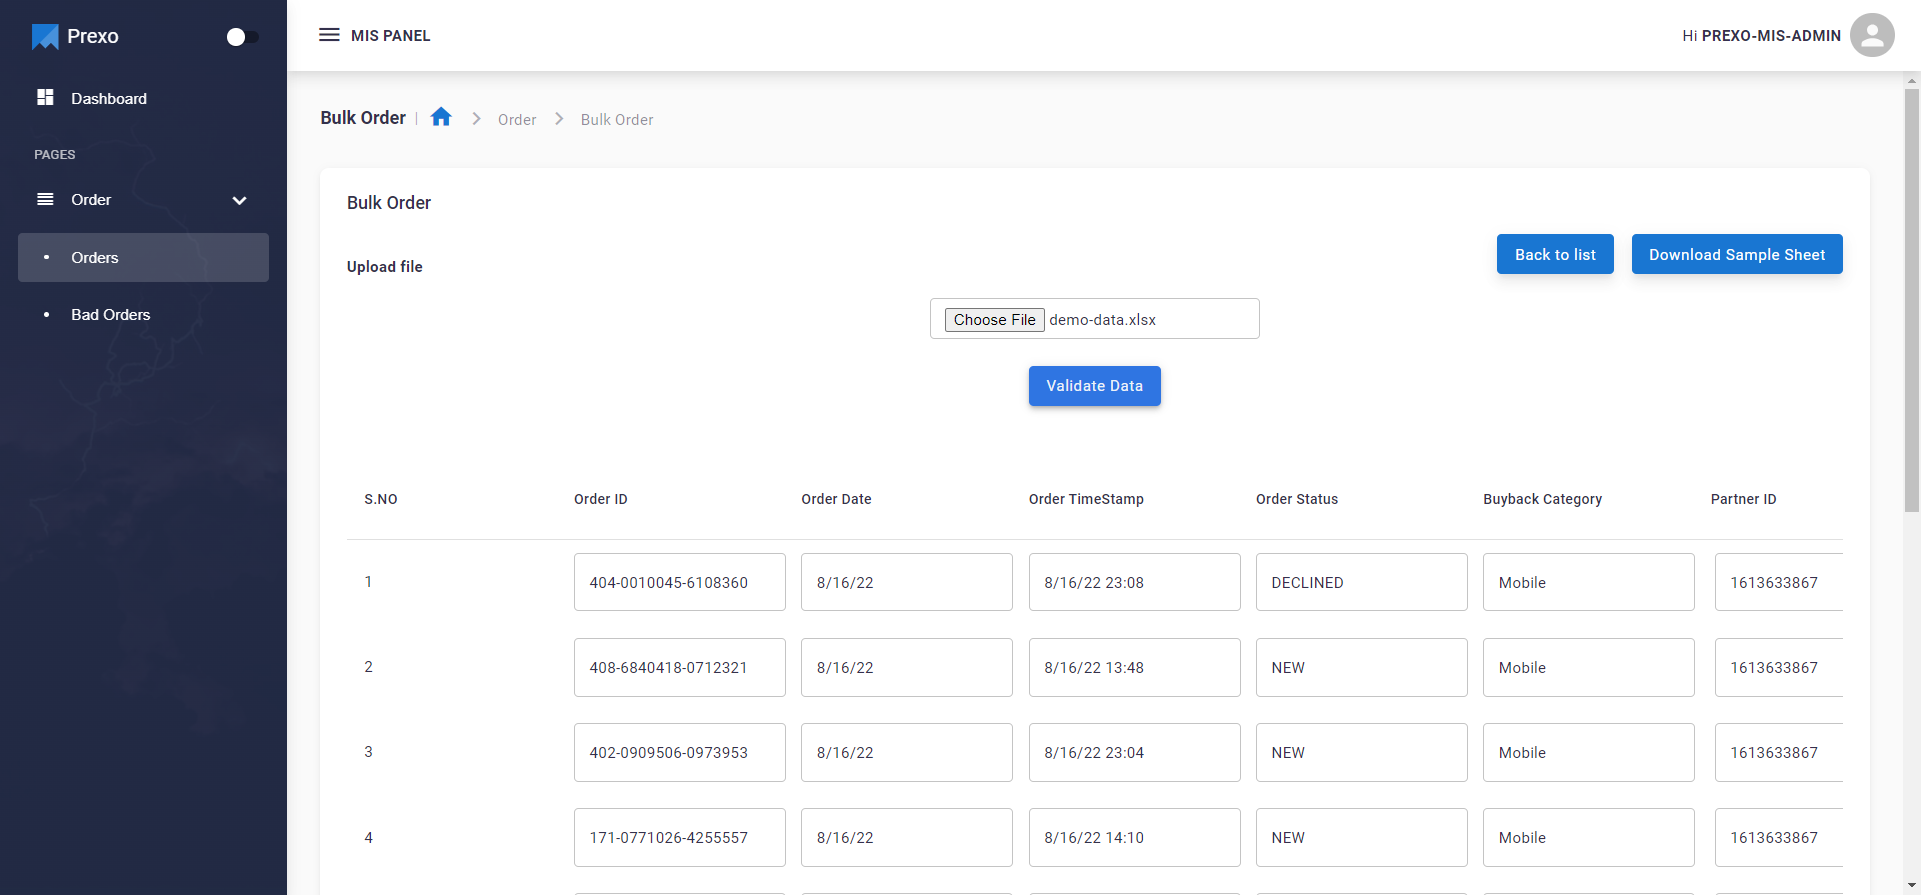 Prexo
MIS PANEL
Hi PREXO-MIS-ADMIN
Dashboard
PAGES
Order
Orders
Bad Orders
Bulk Order | Order Bulk Order
Bulk Order
Upload file
Back to list
Download Sample Sheet
Choose File demo-data.xlsx
Validate Data
S.NO Order ID Order Date Order TimeStamp Order Status Buyback Category Partner ID
1 404-0010045-6108360 8/16/22 8/16/22 23:08 DECLINED Mobile 1613633867
2 408-6840418-0712321 8/16/22 8/16/22 13:48 NEW Mobile 1613633867
3 402-0909506-0973953 8/16/22 8/16/22 23:04 NEW Mobile 1613633867
4 171-0771026-4255557 8/16/22 8/16/22 14:10 NEW Mobile 1613633867